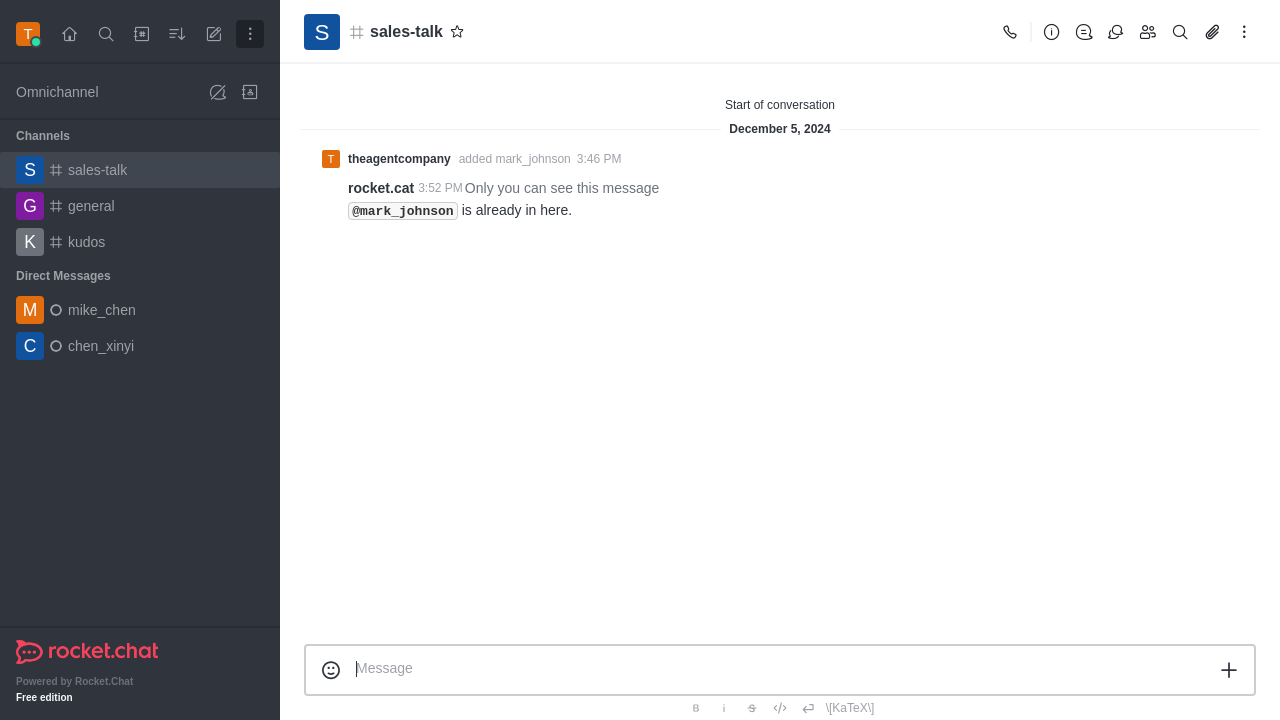 T
Omnichannel
Channels
S sales-talk
G general
K kudos
Direct Messages
M mike_chen
C chen_xinyi
rocket.chat
Powered by Rocket.Chat
Free edition
S sales-talk
Start of conversation
December 5, 2024
T theagentcompany added mark_johnson 3:46 PM
rocket.cat 3:52 PM Only you can see this message
@mark_johnson is already in here.
Message
B i S </> \[KaTeX\]